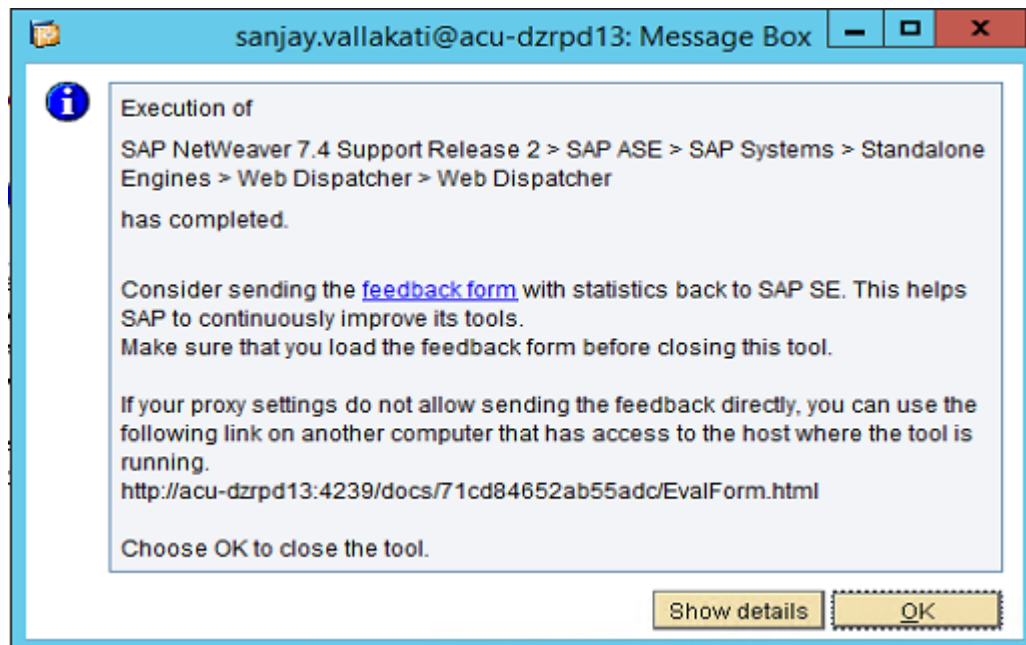 sanjay.vallakati@acu-dzrpd13: Message Box
Execution of
SAP NetWeaver 7.4 Support Release 2 > SAP ASE > SAP Systems > Standalone
Engines > Web Dispatcher > Web Dispatcher
has completed.
Consider sending the feedback form with statistics back to SAP SE. This helps
SAP to continuously improve its tools.
Make sure that you load the feedback form before closing this tool.
If your proxy settings do not allow sending the feedback directly, you can use the
following link on another computer that has access to the host where the tool is
running.
http://acu-dzrpd13:4239/docs/71cd84652ab55adc/EvalForm.html
Choose OK to close the tool.
Show details
OK